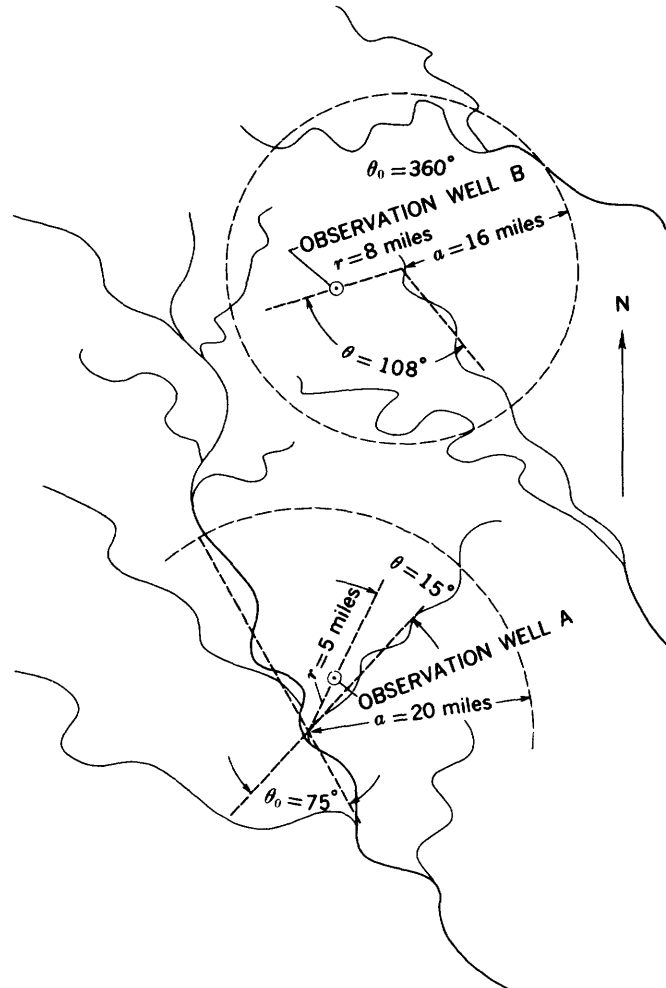 θ₀ = 360°
OBSERVATION WELL B
r = 8 miles
a = 16 miles
N
θ = 108°
θ = 15°
r = 5 miles
OBSERVATION WELL A
a = 20 miles
θ₀ = 75°